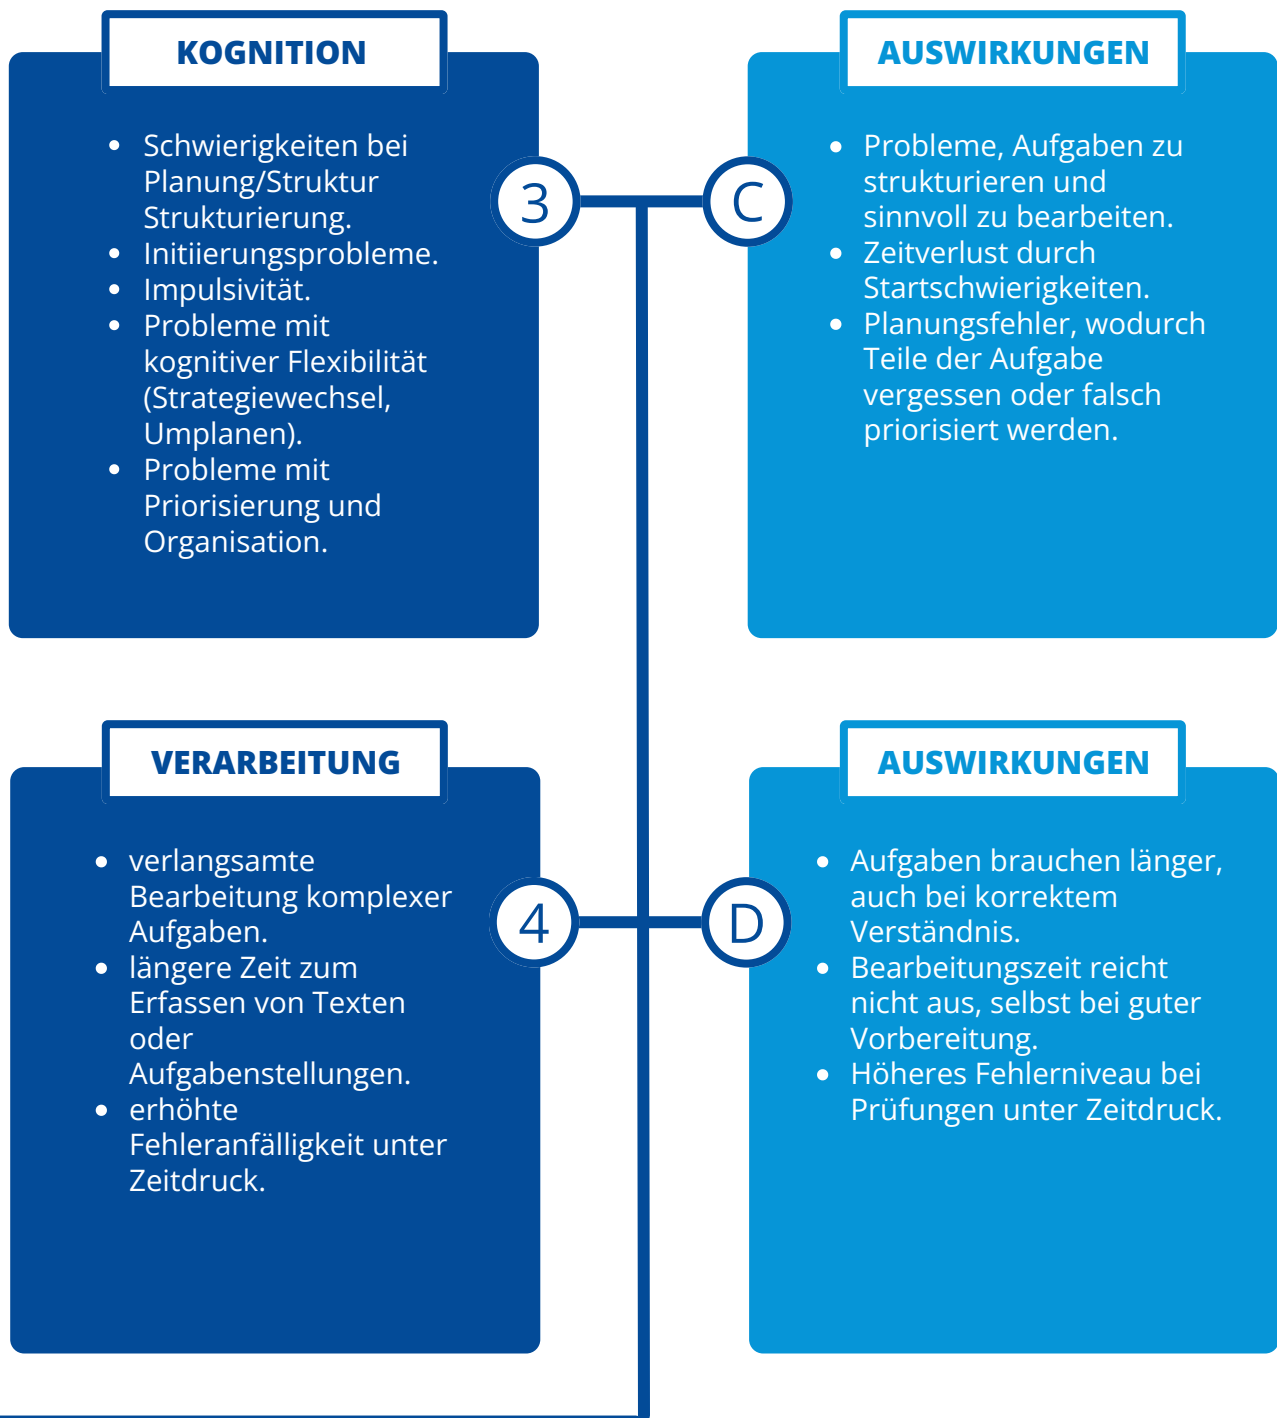 KOGNITION
Schwierigkeiten bei
Planung/Struktur
Strukturierung.
Initiierungsprobleme.
Impulsivität.
Probleme mit
kognitiver Flexibilität
(Strategiewechsel,
Umplanen).
Probleme mit
Priorisierung und
Organisation.
3
C
AUSWIRKUNGEN
Probleme, Aufgaben zu
strukturieren und
sinnvoll zu bearbeiten.
Zeitverlust durch
Startschwierigkeiten.
Planungsfehler, wodurch
Teile der Aufgabe
vergessen oder falsch
priorisiert werden.
VERARBEITUNG
verlangsamte
Bearbeitung komplexer
Aufgaben.
längere Zeit zum
Erfassen von Texten
oder
Aufgabenstellungen.
erhöhte
Fehleranfälligkeit unter
Zeitdruck.
4
D
AUSWIRKUNGEN
Aufgaben brauchen länger,
auch bei korrektem
Verständnis.
Bearbeitungszeit reicht
nicht aus, selbst bei guter
Vorbereitung.
Höheres Fehlerniveau bei
Prüfungen unter Zeitdruck.